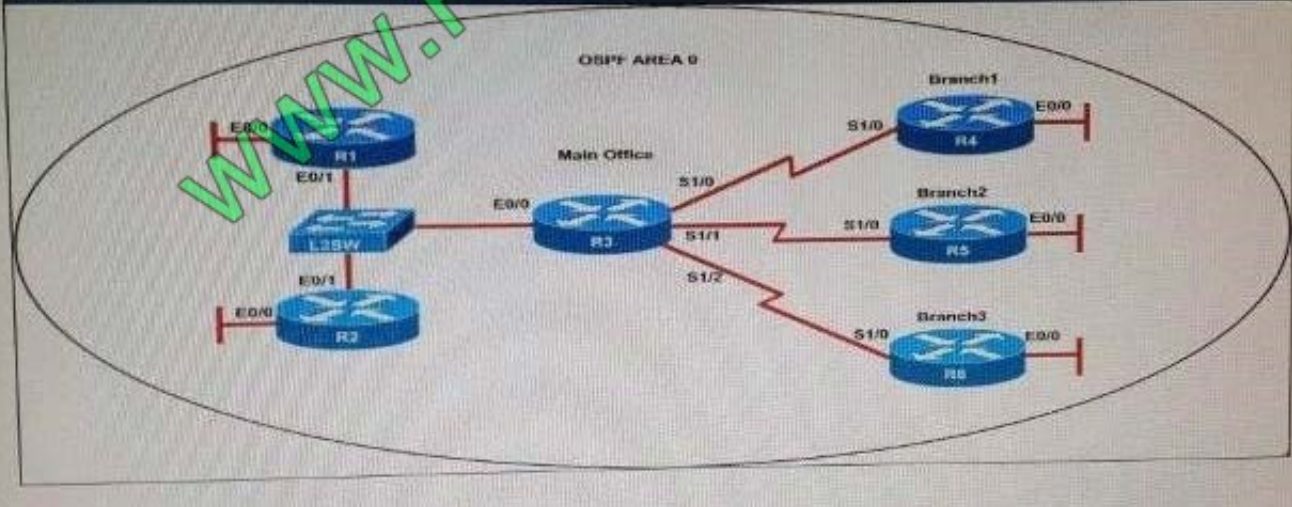 www.
OSPF AREA 0
Branch1
E0/0
R1
E0/1
S1/0
R4
E0/0
Main Office
S1/0
E0/0
R3
S1/1
S1/2
L2SW
E0/1
E0/0
R2
Branch2
S1/0
E0/0
R5
Branch3
S1/0
E0/0
R6